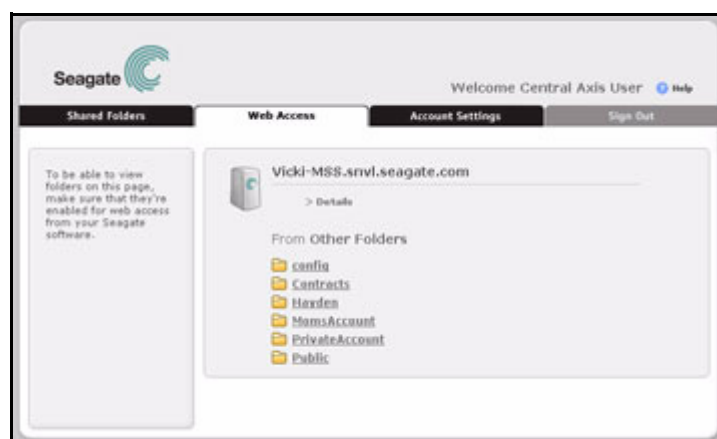 Seagate
Welcome Central Axis User
Help
Shared Folders
Web Access
Account Settings
Sign Out
To be able to view
folders on this page,
make sure that they're
enabled for web access
from your Seagate
software.
Vicki-MSS.snvl.seagate.com
> Details
From Other Folders
config
Contracts
Hayden
MomsAccount
PrivateAccount
Public